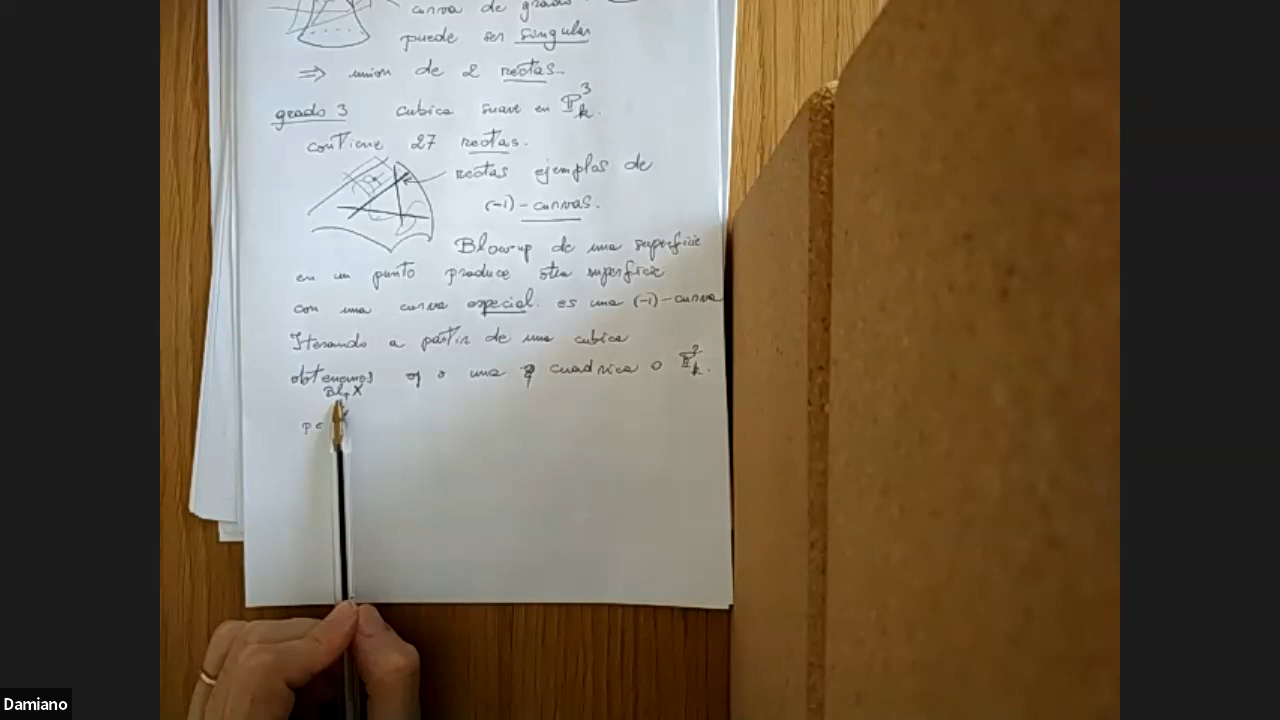 curva de grado
puede ser singular
⇒ union de 2 rectas.
grado 3 cubica suave en ℙ³ₖ.
contiene 27 rectas.
rectas ejemplos de
(-1)-curvas.
Blow-up de una superficie
en un punto produce otra superficie
con una curva especial. es una (-1)-curva
Iterando a partir de una cubica
obtenemos o una cuadrica o ℙ²ₖ.
Blₚ X
p ∈
Damiano